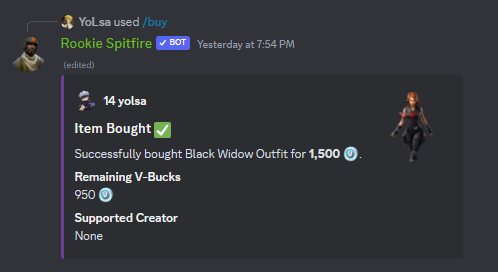 YoLsa used /buy
Rookie Spitfire ✓ BOT Yesterday at 7:54 PM
(edited)
14 yolsa
Item Bought ✅
Successfully bought Black Widow Outfit for 1,500 .
Remaining V-Bucks
950
Supported Creator
None